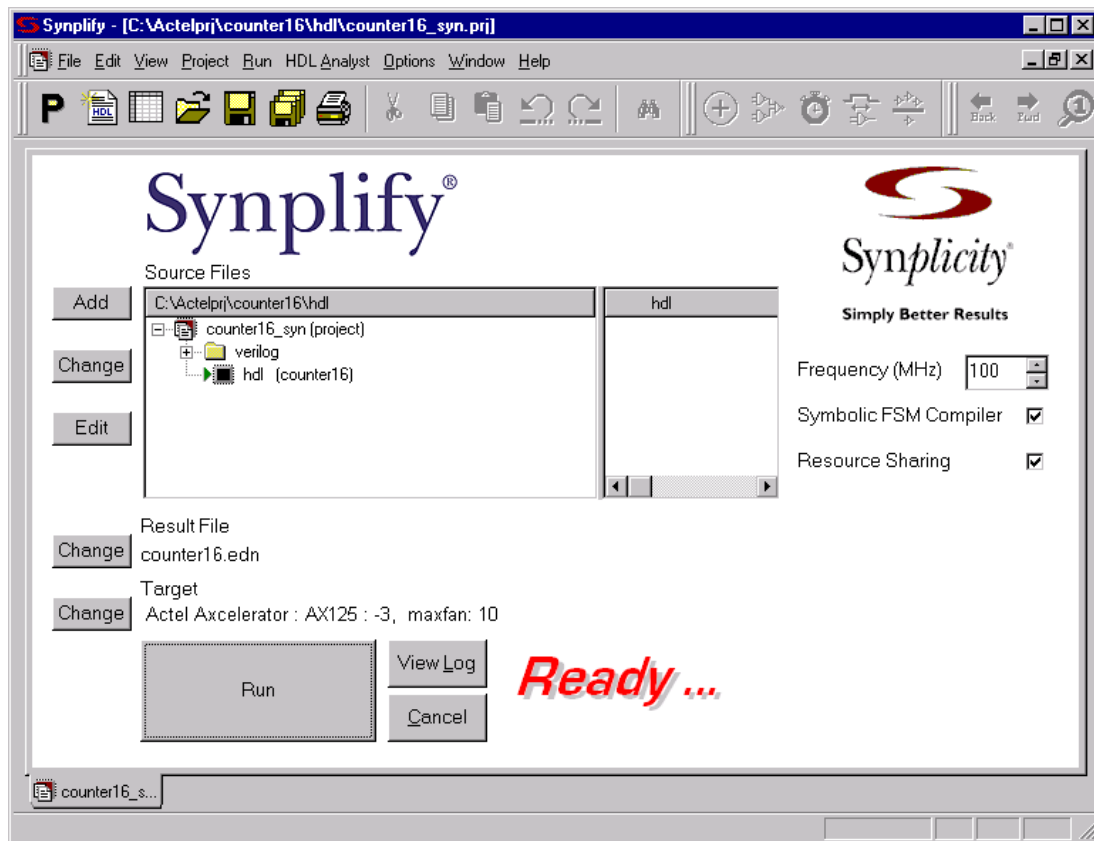 Synplify - [C:\Actelprj\counter16\hdl\counter16_syn.prj]
File Edit View Project Run HDL Analyst Options Window Help
P HDL Back Fwd 1
Synplify®
Synplicity®
Simply Better Results
Source Files
Add
C:\Actelprj\counter16\hdl
hdl
counter16_syn (project)
verilog
hdl (counter16)
Change
Edit
Frequency (MHz) 100
Symbolic FSM Compiler
Resource Sharing
Result File
Change
counter16.edn
Target
Change
Actel Axcelerator : AX125 : -3, maxfan: 10
Run
View Log
Cancel
Ready ...
counter16_s...